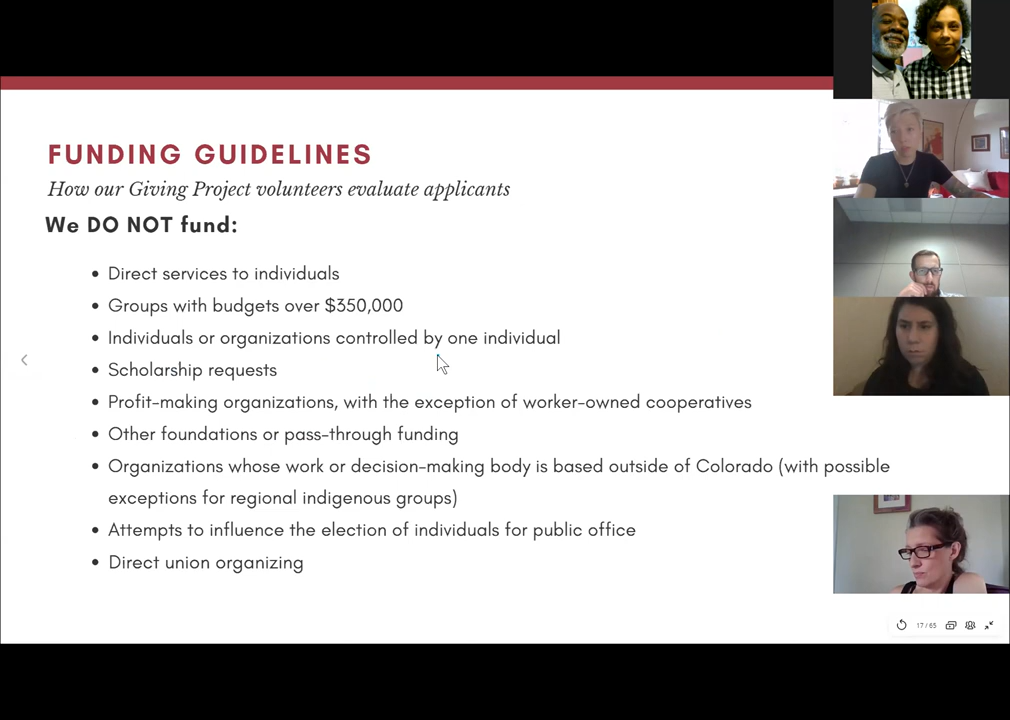 FUNDING GUIDELINES
How our Giving Project volunteers evaluate applicants
We DO NOT fund:
• Direct services to individuals
• Groups with budgets over $350,000
• Individuals or organizations controlled by one individual
• Scholarship requests
• Profit-making organizations, with the exception of worker-owned cooperatives
• Other foundations or pass-through funding
• Organizations whose work or decision-making body is based outside of Colorado (with possible
exceptions for regional indigenous groups)
• Attempts to influence the election of individuals for public office
• Direct union organizing
17 / 65